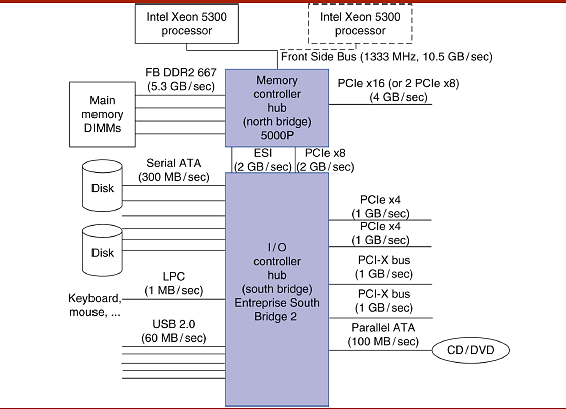 Intel Xeon 5300
processor
Intel Xeon 5300
processor
Front Side Bus (1333 MHz, 10.5 GB/sec)
FB DDR2 667
(5.3 GB/sec)
Main
memory
DIMMs
Memory
controller
hub
(north bridge)
5000P
PCIe x16 (or 2 PCIe x8)
(4 GB/sec)
ESI
(2 GB/sec)
PCIe x8
(2 GB/sec)
Serial ATA
(300 MB/sec)
Disk
Disk
LPC
(1 MB/sec)
Keyboard,
mouse, ...
USB 2.0
(60 MB/sec)
I/O
controller
hub
(south bridge)
Entreprise South
Bridge 2
PCIe x4
(1 GB/sec)
PCIe x4
(1 GB/sec)
PCI-X bus
(1 GB/sec)
PCI-X bus
(1 GB/sec)
Parallel ATA
(100 MB/sec)
CD/DVD